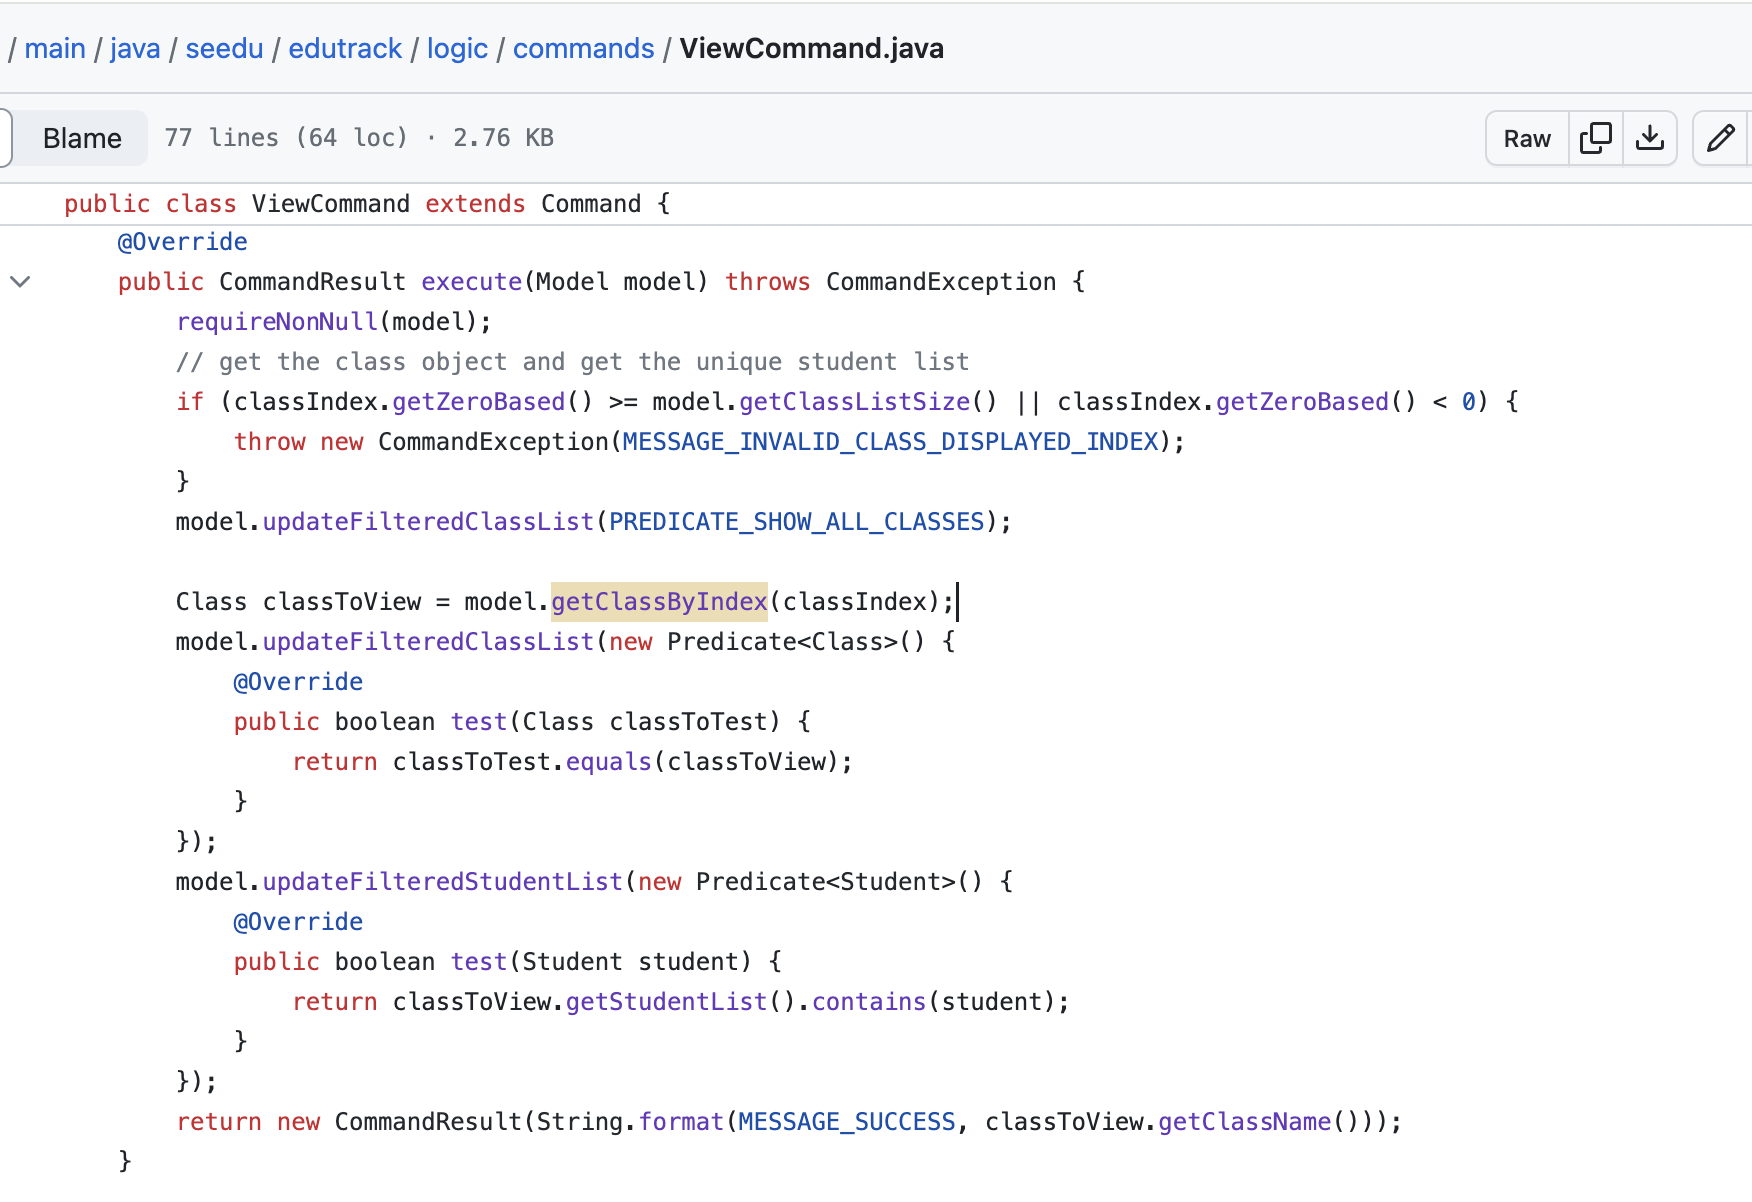 / main / java / seedu / edutrack / logic / commands / ViewCommand.java
Blame 77 lines (64 loc) · 2.76 KB Raw
public class ViewCommand extends Command {
@Override
public CommandResult execute(Model model) throws CommandException {
requireNonNull(model);
// get the class object and get the unique student list
if (classIndex.getZeroBased() >= model.getClassListSize() || classIndex.getZeroBased() < 0) {
throw new CommandException(MESSAGE_INVALID_CLASS_DISPLAYED_INDEX);
}
model.updateFilteredClassList(PREDICATE_SHOW_ALL_CLASSES);
Class classToView = model.getClassByIndex(classIndex);
model.updateFilteredClassList(new Predicate<Class>() {
@Override
public boolean test(Class classToTest) {
return classToTest.equals(classToView);
}
});
model.updateFilteredStudentList(new Predicate<Student>() {
@Override
public boolean test(Student student) {
return classToView.getStudentList().contains(student);
}
});
return new CommandResult(String.format(MESSAGE_SUCCESS, classToView.getClassName()));
}